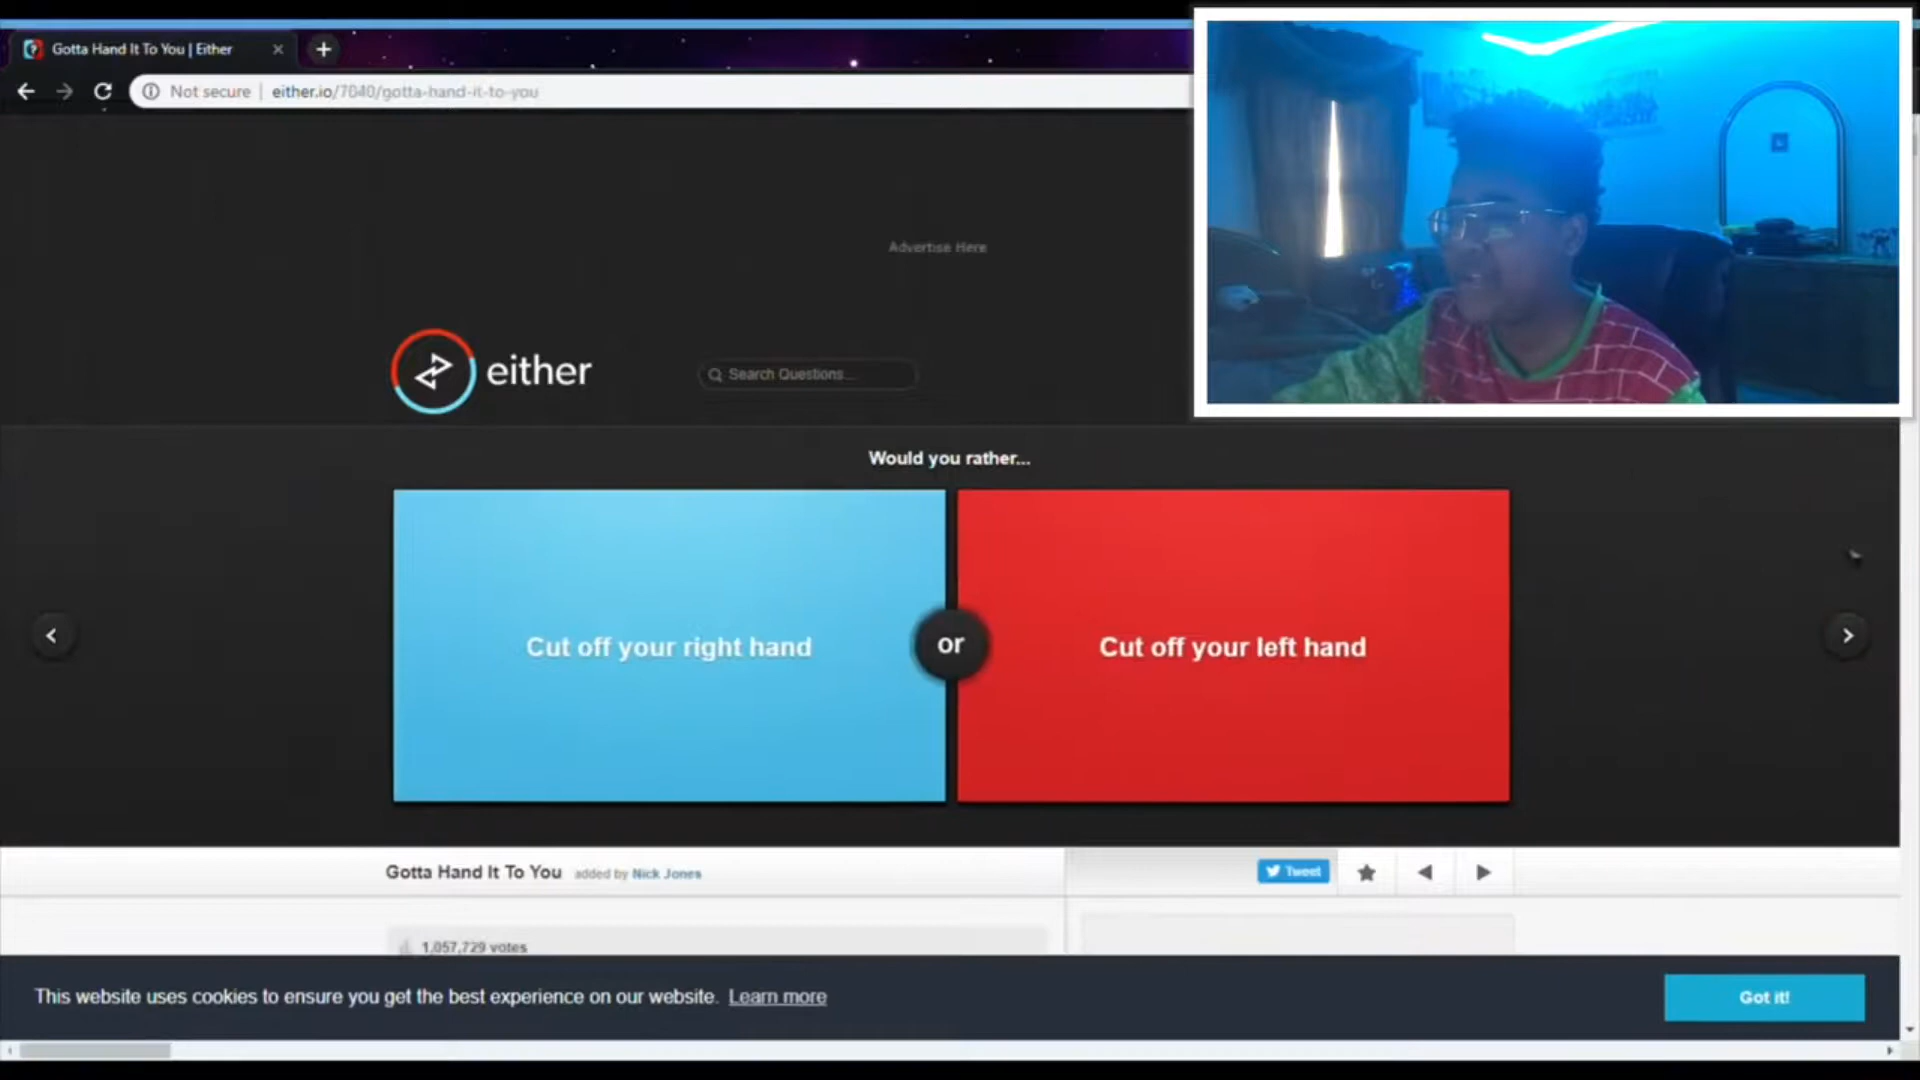 Gotta Hand It To You | Either
Not secure | either.io/7040/gotta-hand-it-to-you
Advertise Here
either
Search Questions...
Would you rather...
Cut off your right hand
or
Cut off your left hand
Gotta Hand It To You added by Nick Jones
Tweet
1,057,729 votes
This website uses cookies to ensure you get the best experience on our website. Learn more
Got it!